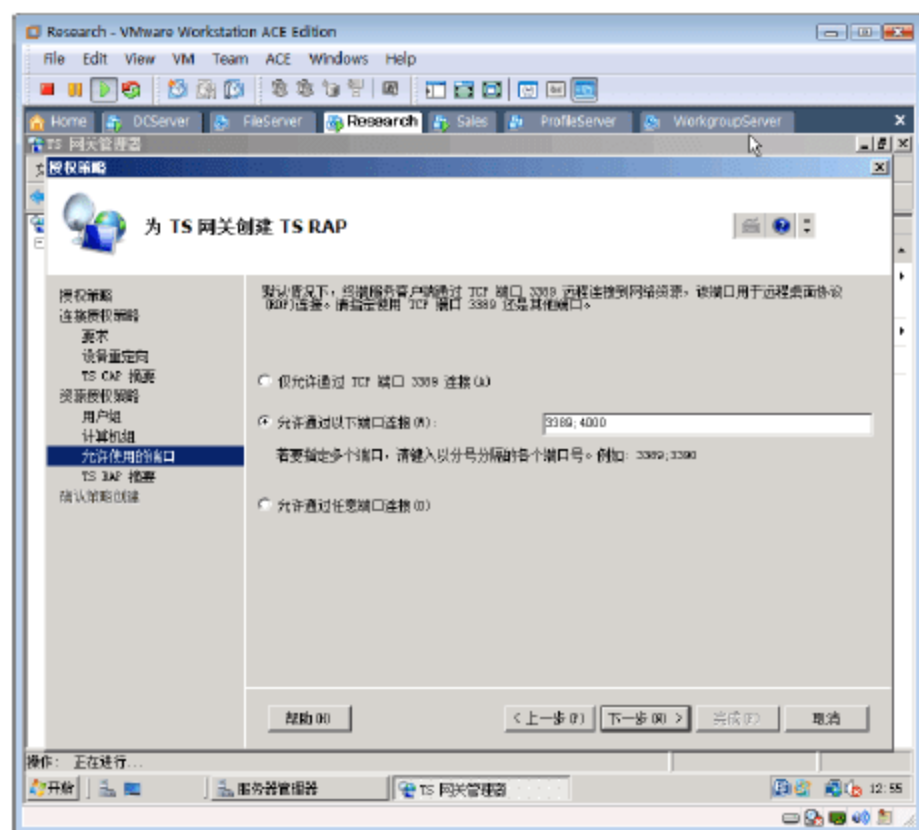 Research - VMware Workstation ACE Edition
File Edit View VM Team ACE Windows Help
Home DCServer FileServer Research Sales ProfileServer WorkgroupServer
TS 网关管理器
授权策略
为 TS 网关创建 TS RAP
授权策略
连接授权策略
要求
设备重定向
TS CAP 摘要
资源授权策略
用户组
计算机组
允许使用的端口
TS RAP 摘要
确认策略创建
默认情况下，终端服务客户端通过 TCP 端口 3389 远程连接到网络资源。该端口用于远程桌面协议
(RDP)连接。请指定使用 TCP 端口 3389 还是其他端口。
仅允许通过 TCP 端口 3389 连接(A)
允许通过以下端口连接(R):
3389;4000
若要指定多个端口，请键入以分号分隔的各个端口号。例如: 3389;3390
允许通过任意端口连接(O)
帮助(H)
<上一步(P) 下一步(N) > 完成(F) 取消
操作: 正在进行...
开始 服务器管理器 TS 网关管理器 12:55